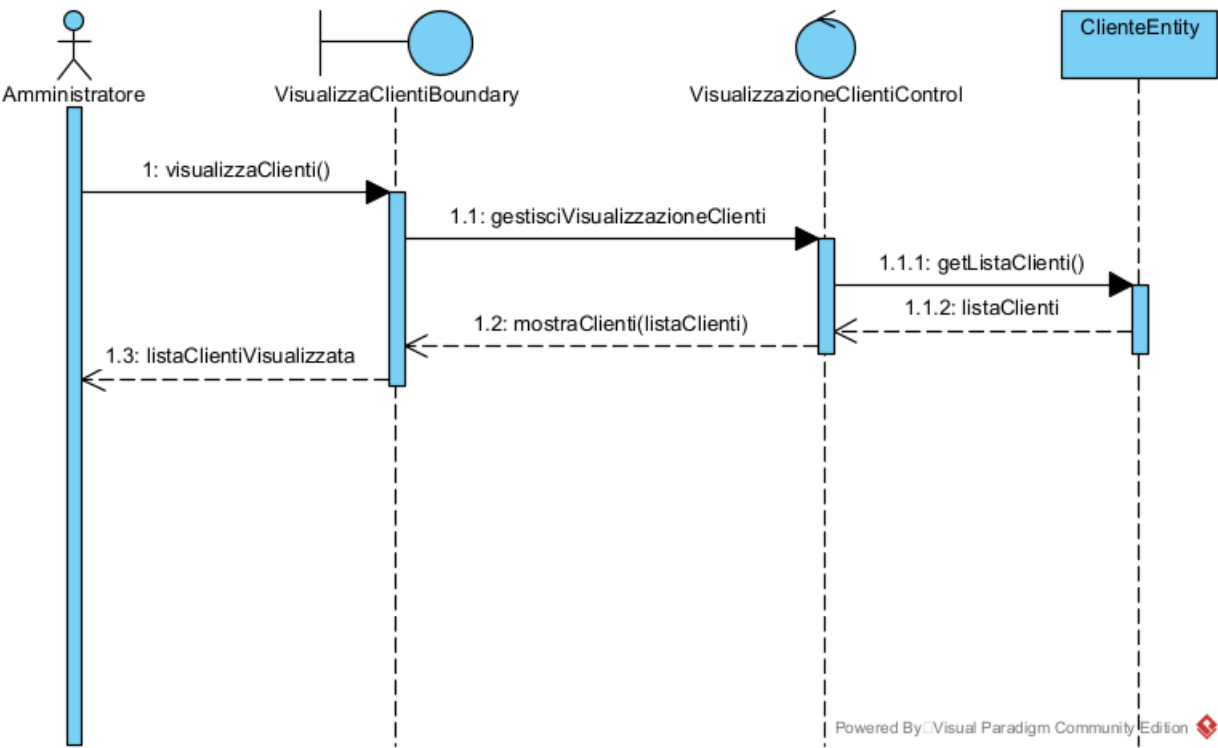 ClienteEntity
Amministratore
VisualizzaClientiBoundary
VisualizzazioneClientiControl
1: visualizzaClienti()
1.1: gestisciVisualizzazioneClienti
1.1.1: getListaClienti()
1.1.2: listaClienti
1.2: mostraClienti(listaClienti)
1.3: listaClientiVisualizzata
Powered By Visual Paradigm Community Edition